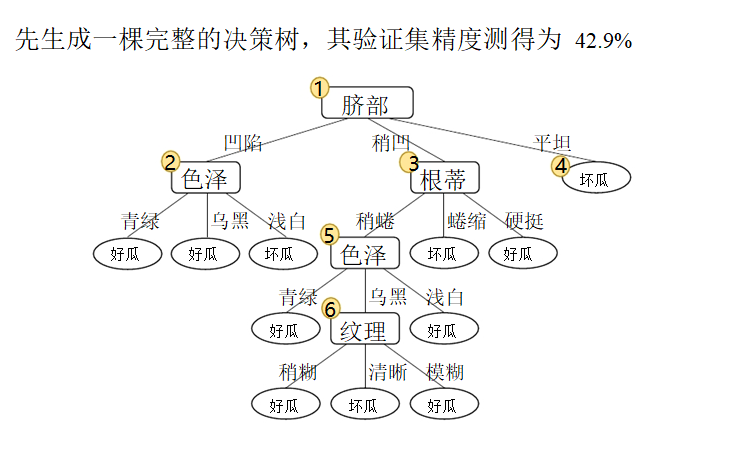 先生成一棵完整的决策树，其验证集精度测得为 42.9%
1
脐部
凹陷 稍凹 平坦
2 3 4
色泽 根蒂 坏瓜
青绿 乌黑 浅白 稍蜷 蜷缩 硬挺
5
好瓜 好瓜 坏瓜 色泽 坏瓜 好瓜
青绿 乌黑 浅白
6
好瓜 纹理 好瓜
稍糊 清晰 模糊
好瓜 坏瓜 好瓜